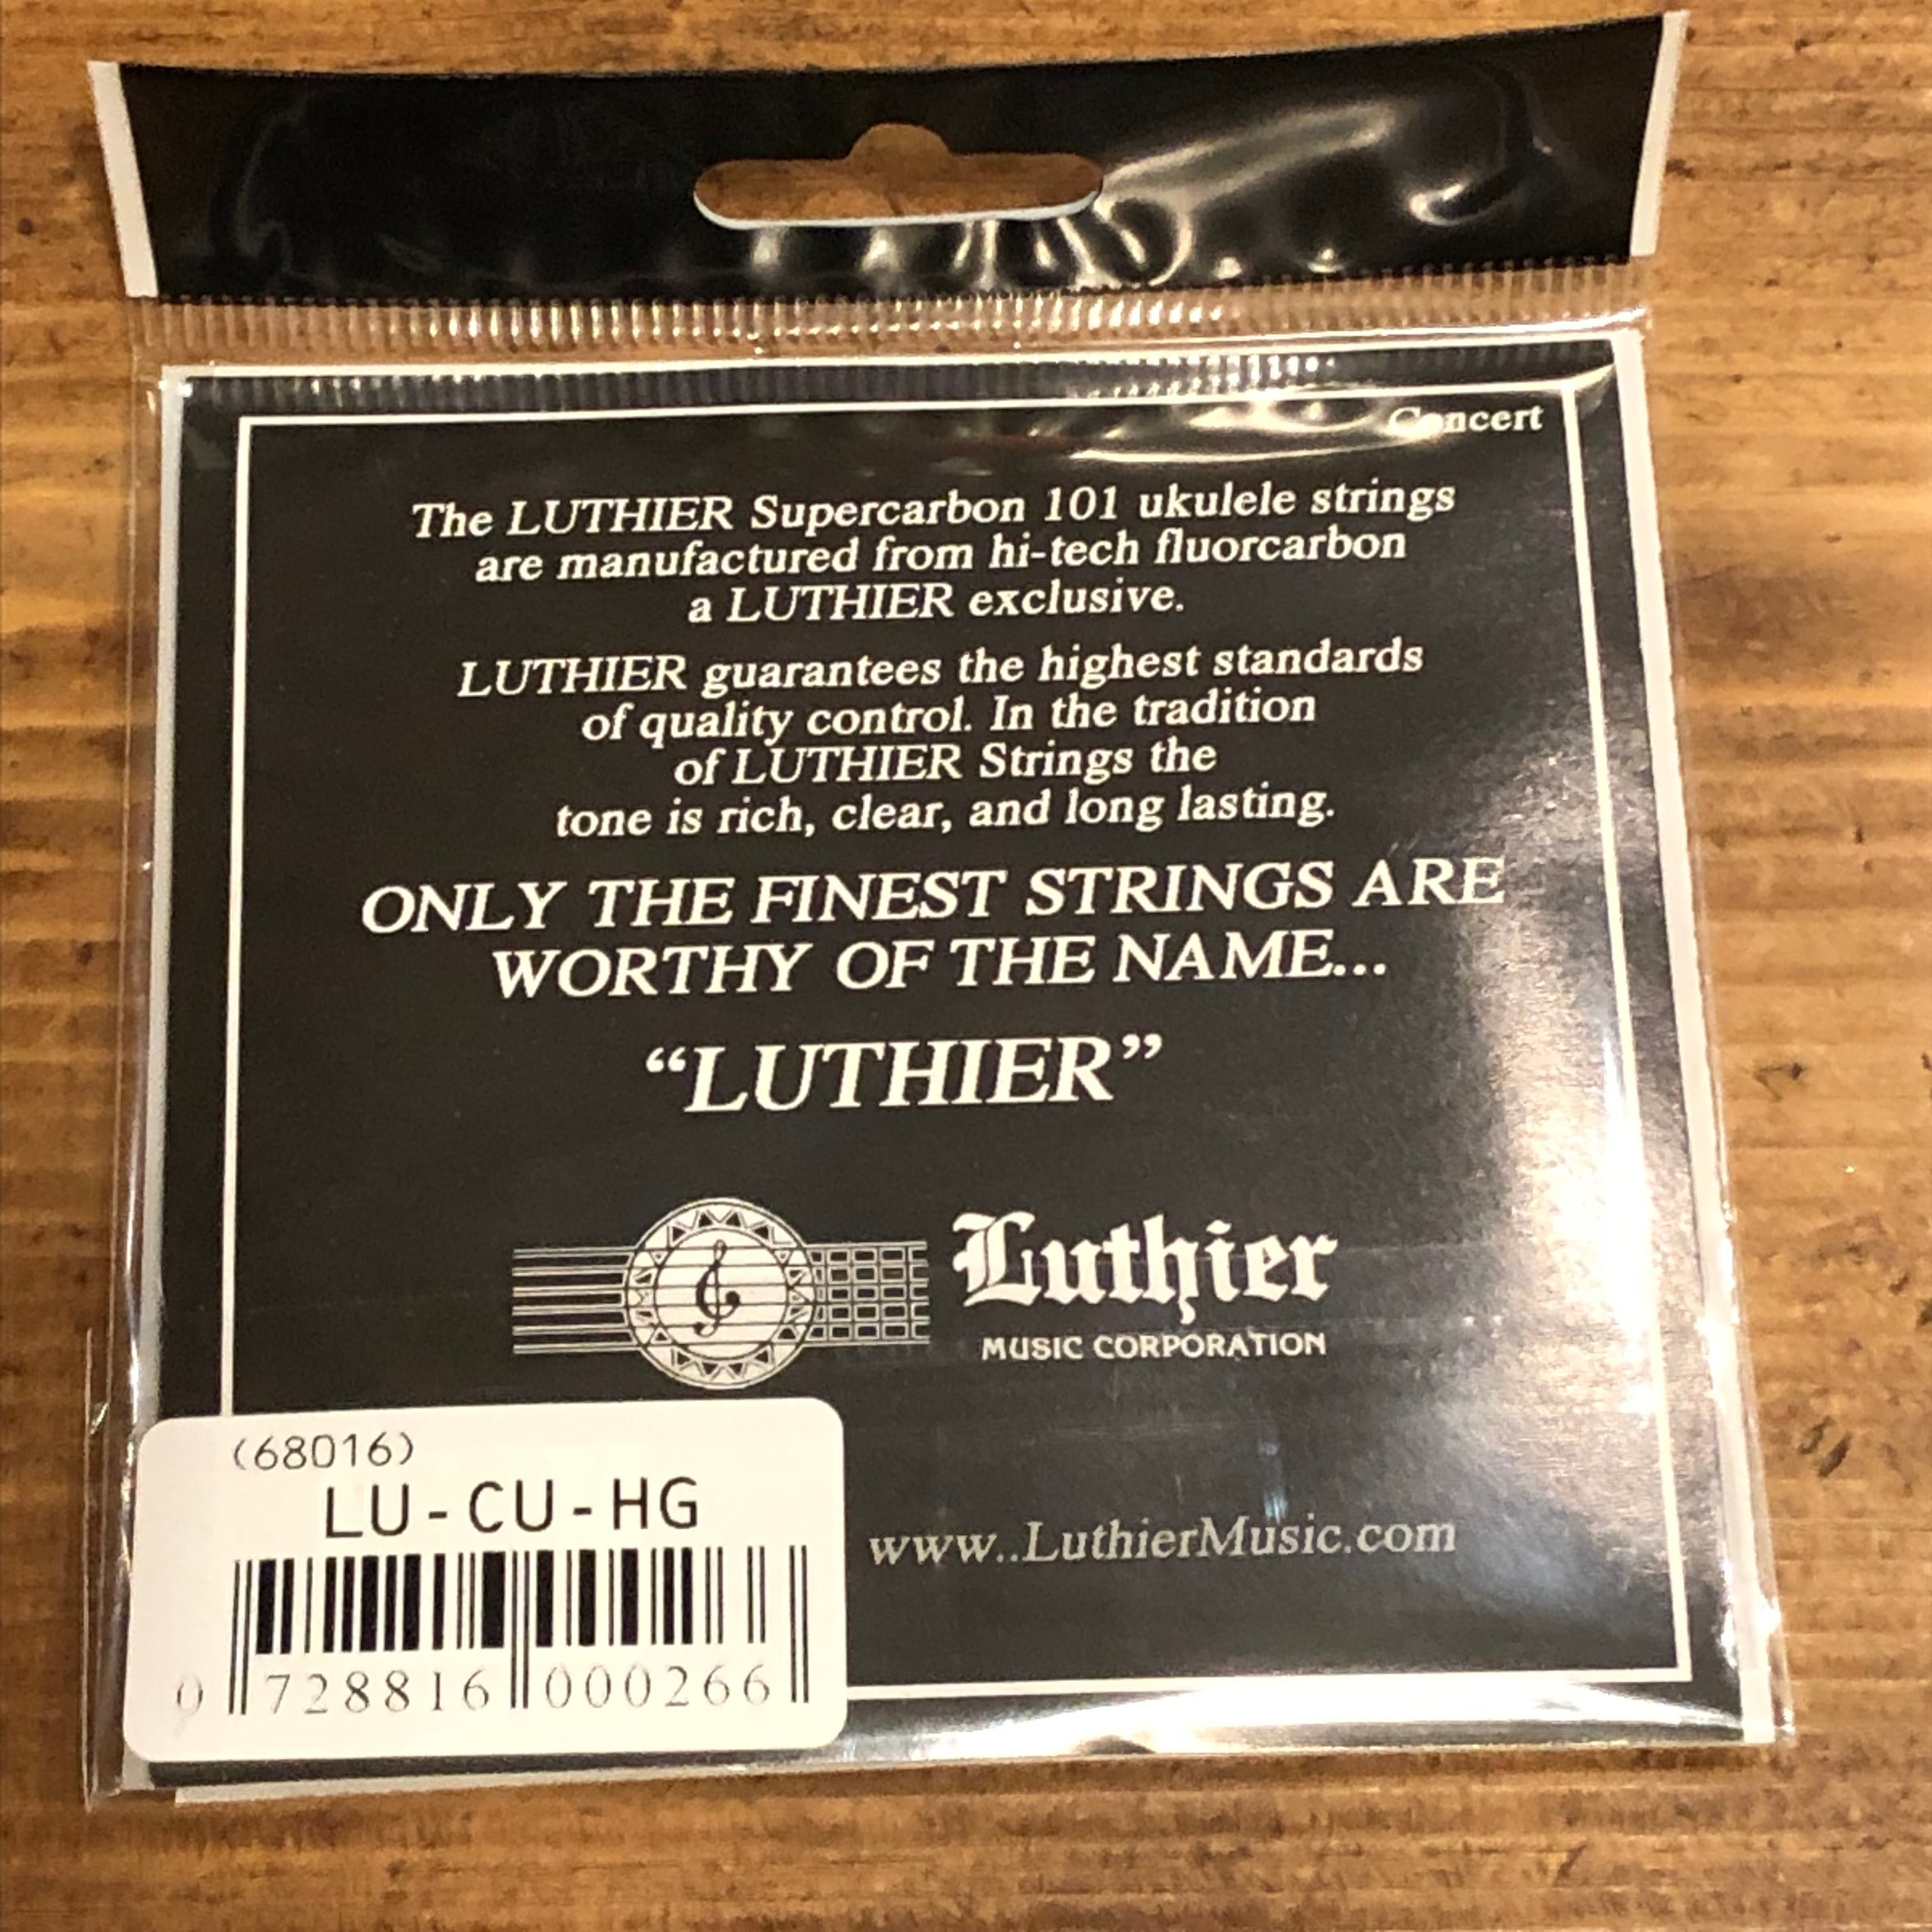 Concert
The LUTHIER Supercarbon 101 ukulele strings
are manufactured from hi-tech fluorcarbon
a LUTHIER exclusive.
LUTHIER guarantees the highest standards
of quality control. In the tradition
of LUTHIER Strings the
tone is rich, clear, and long lasting.
ONLY THE FINEST STRINGS ARE
WORTHY OF THE NAME...
“LUTHIER”
Luthier
MUSIC CORPORATION
(68016)
LU-CU-HG
www..LuthierMusic.com
0 728816 000266